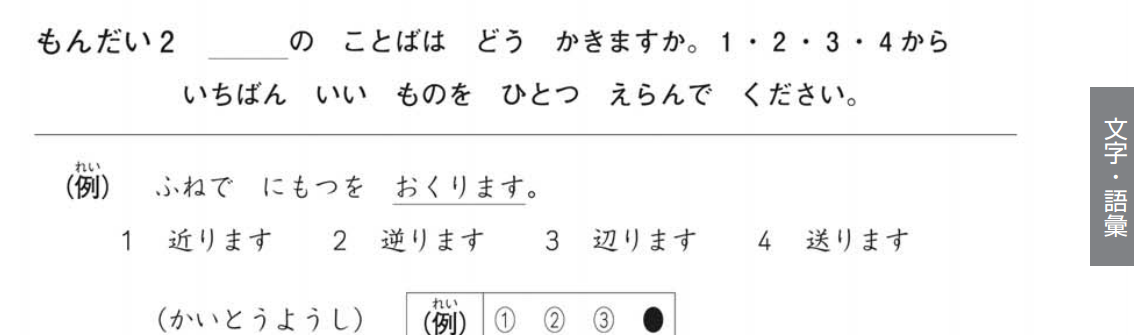 もんだい2　＿＿＿の　ことばは　どう　かきますか。1・2・3・4から
いちばん　いい　ものを　ひとつ　えらんで　ください。
（例）　ふねで　にもつを　おくります。
れい
1　近ります　2　逆ります　3　辺ります　4　送ります
（かいとうようし）　（例）　①　②　③　●
れい
文字・語彙